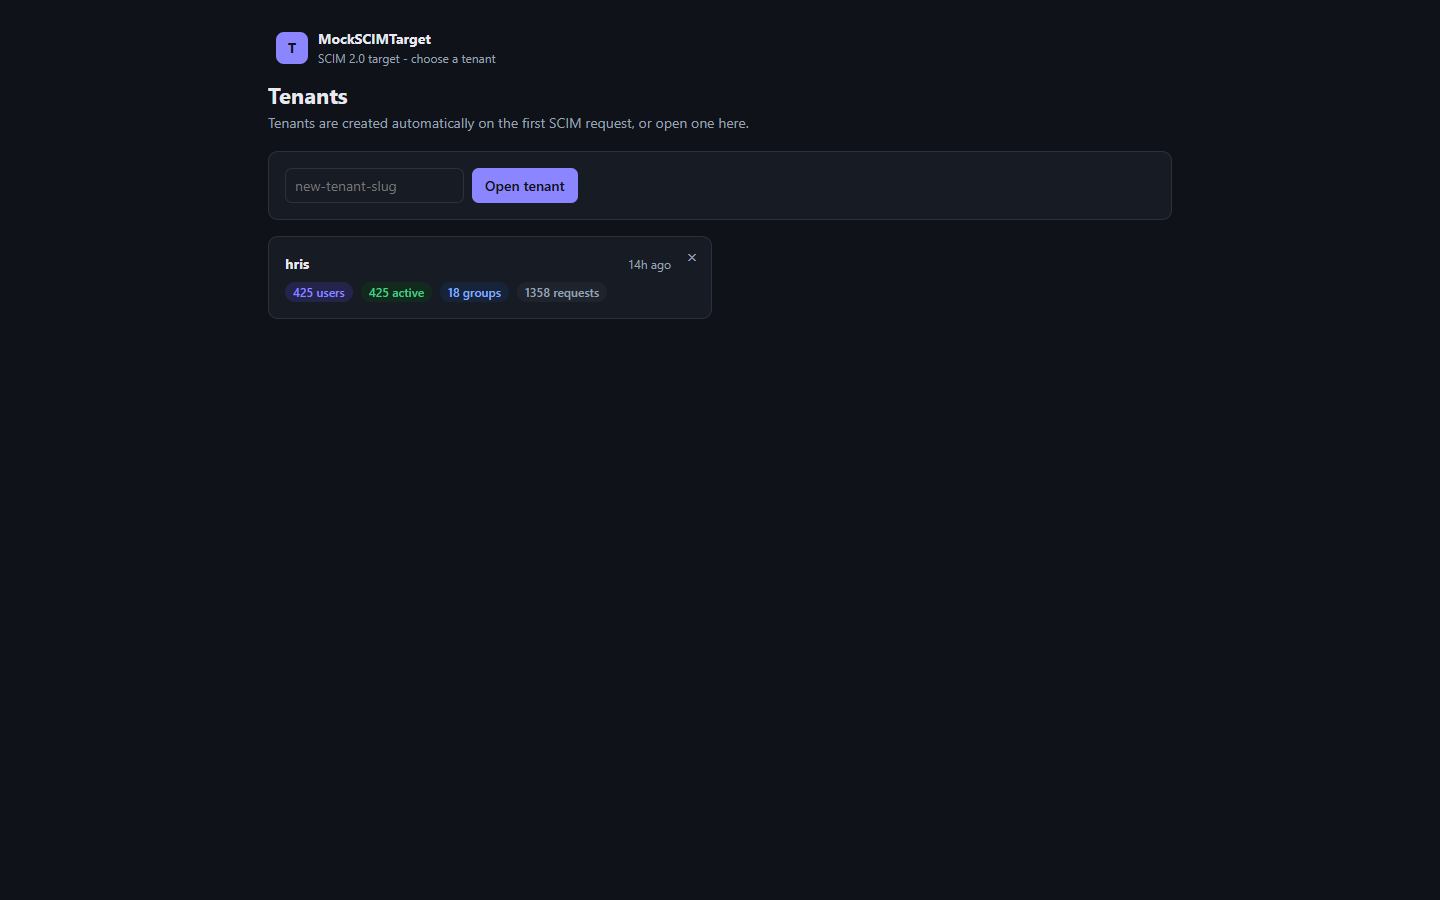 T
MockSCIMTarget
SCIM 2.0 target - choose a tenant
Tenants
Tenants are created automatically on the first SCIM request, or open one here.
new-tenant-slug Open tenant
hris 14h ago ×
425 users 425 active 18 groups 1358 requests